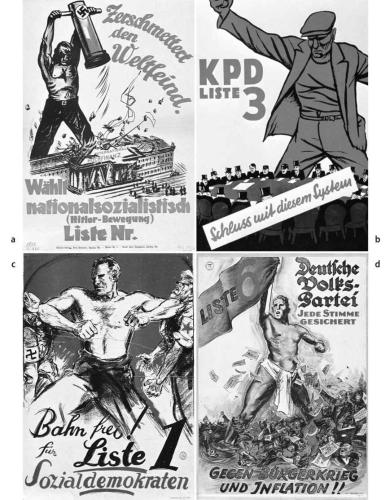 Zerschmettert
den
Weltfeind.
Wählt
nationalsozialistisch
(Hitler-Bewegung)
Liste Nr.
a
KPD
LISTE 3
Schluss mit diesem System
b
c
Bahn frei!
für Liste 1
Sozialdemokraten
d
LISTE 6
Deutsche
Volks-
Partei
JEDE STIMME
GESICHERT
GEGEN BÜRGERKRIEG
UND INFLATION!!